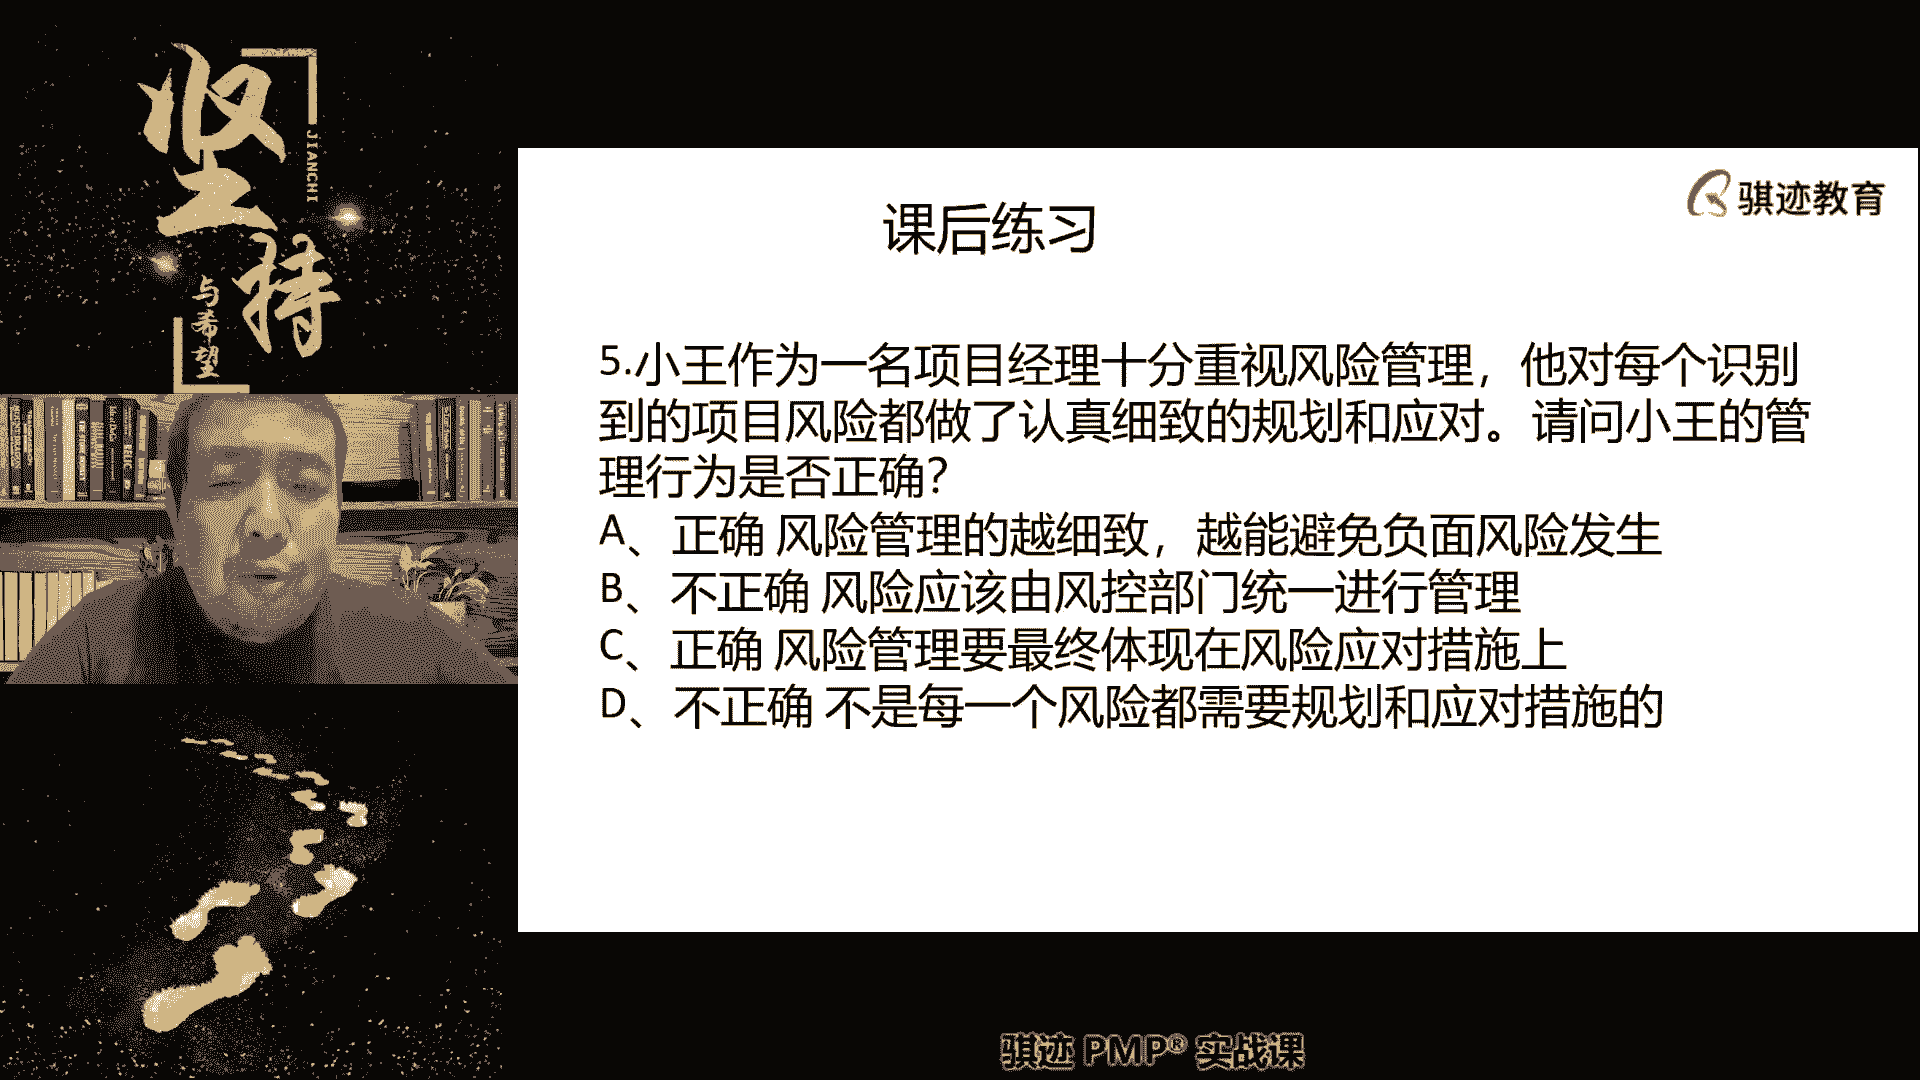 坚持
JIANCHI
与希望
骐迹教育
课后练习
5.小王作为一名项目经理十分重视风险管理，他对每个识别
到的项目风险都做了认真细致的规划和应对。请问小王的管
理行为是否正确？
A、正确 风险管理的越细致，越能避免负面风险发生
B、不正确 风险应该由风控部门统一进行管理
C、正确 风险管理要最终体现在风险应对措施上
D、不正确 不是每一个风险都需要规划和应对措施的
骐迹 PMP® 实战课